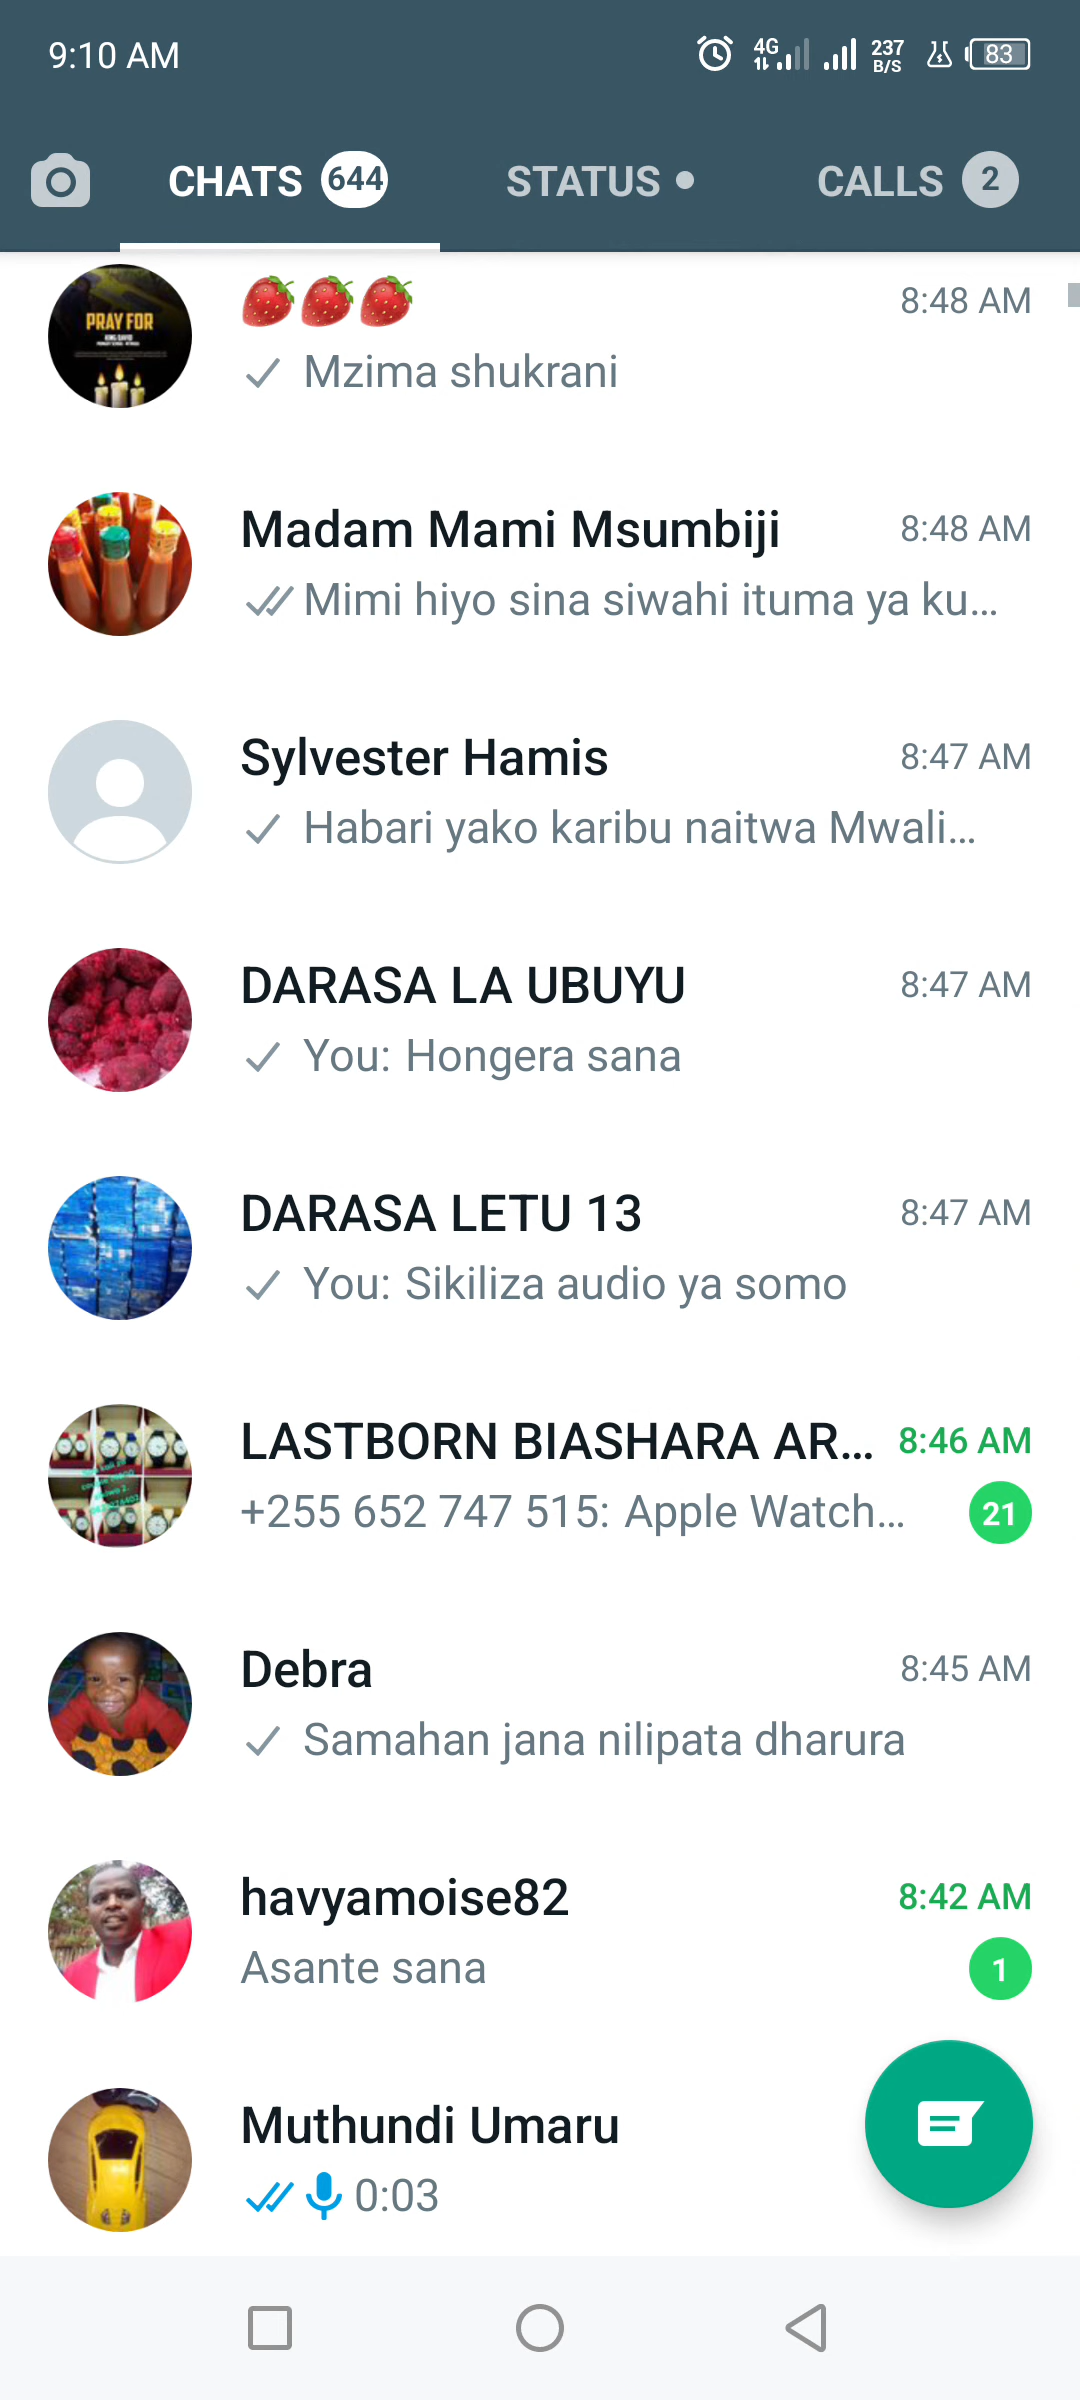 9:10 AM
4G 237 B/S 83
CHATS 644 STATUS CALLS 2
PRAY FOR
🍓🍓🍓 8:48 AM
Mzima shukrani
Madam Mami Msumbiji 8:48 AM
Mimi hiyo sina siwahi ituma ya ku...
Sylvester Hamis 8:47 AM
Habari yako karibu naitwa Mwali...
DARASA LA UBUYU 8:47 AM
You: Hongera sana
DARASA LETU 13 8:47 AM
You: Sikiliza audio ya somo
LASTBORN BIASHARA AR... 8:46 AM
+255 652 747 515: Apple Watch... 21
Debra 8:45 AM
Samahan jana nilipata dharura
havyamoise82 8:42 AM
Asante sana 1
Muthundi Umaru
0:03